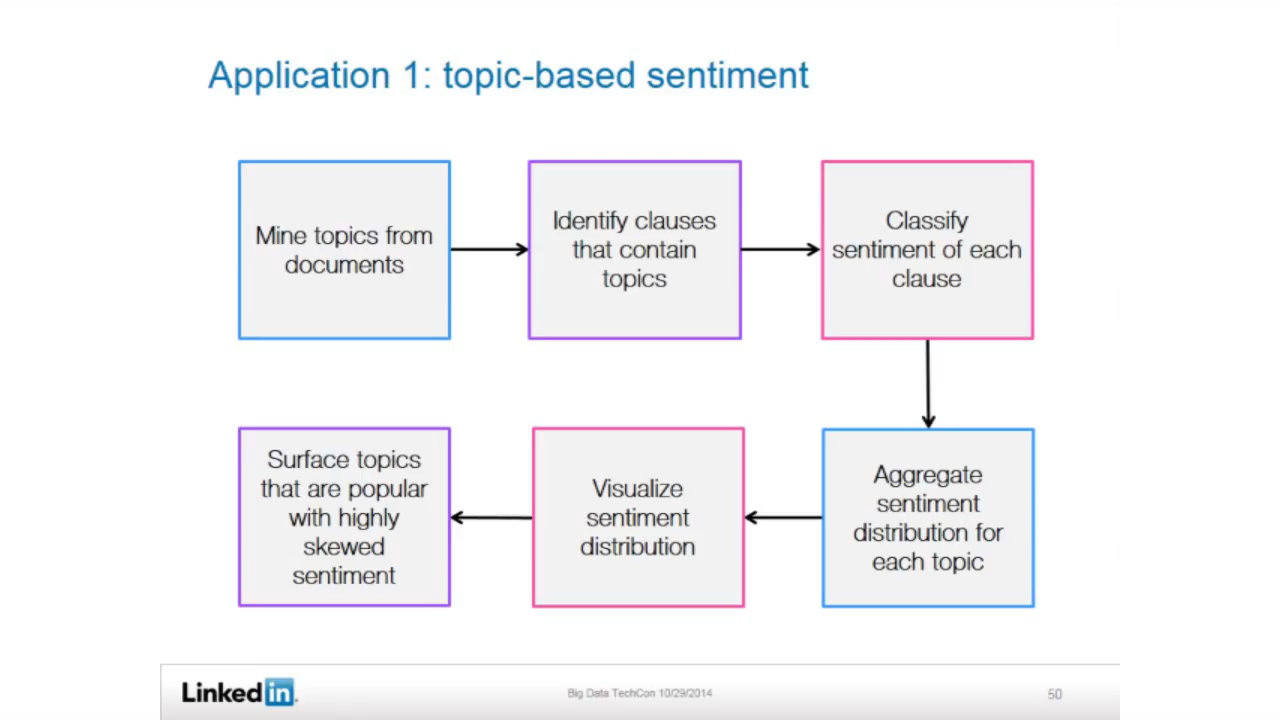 Application 1: topic-based sentiment
Mine topics from
documents
Identify clauses
that contain
topics
Classify
sentiment of each
clause
Aggregate
sentiment
distribution for
each topic
Visualize
sentiment
distribution
Surface topics
that are popular
with highly
skewed
sentiment
Linked in.
Big Data TechCon 10/29/2014
50